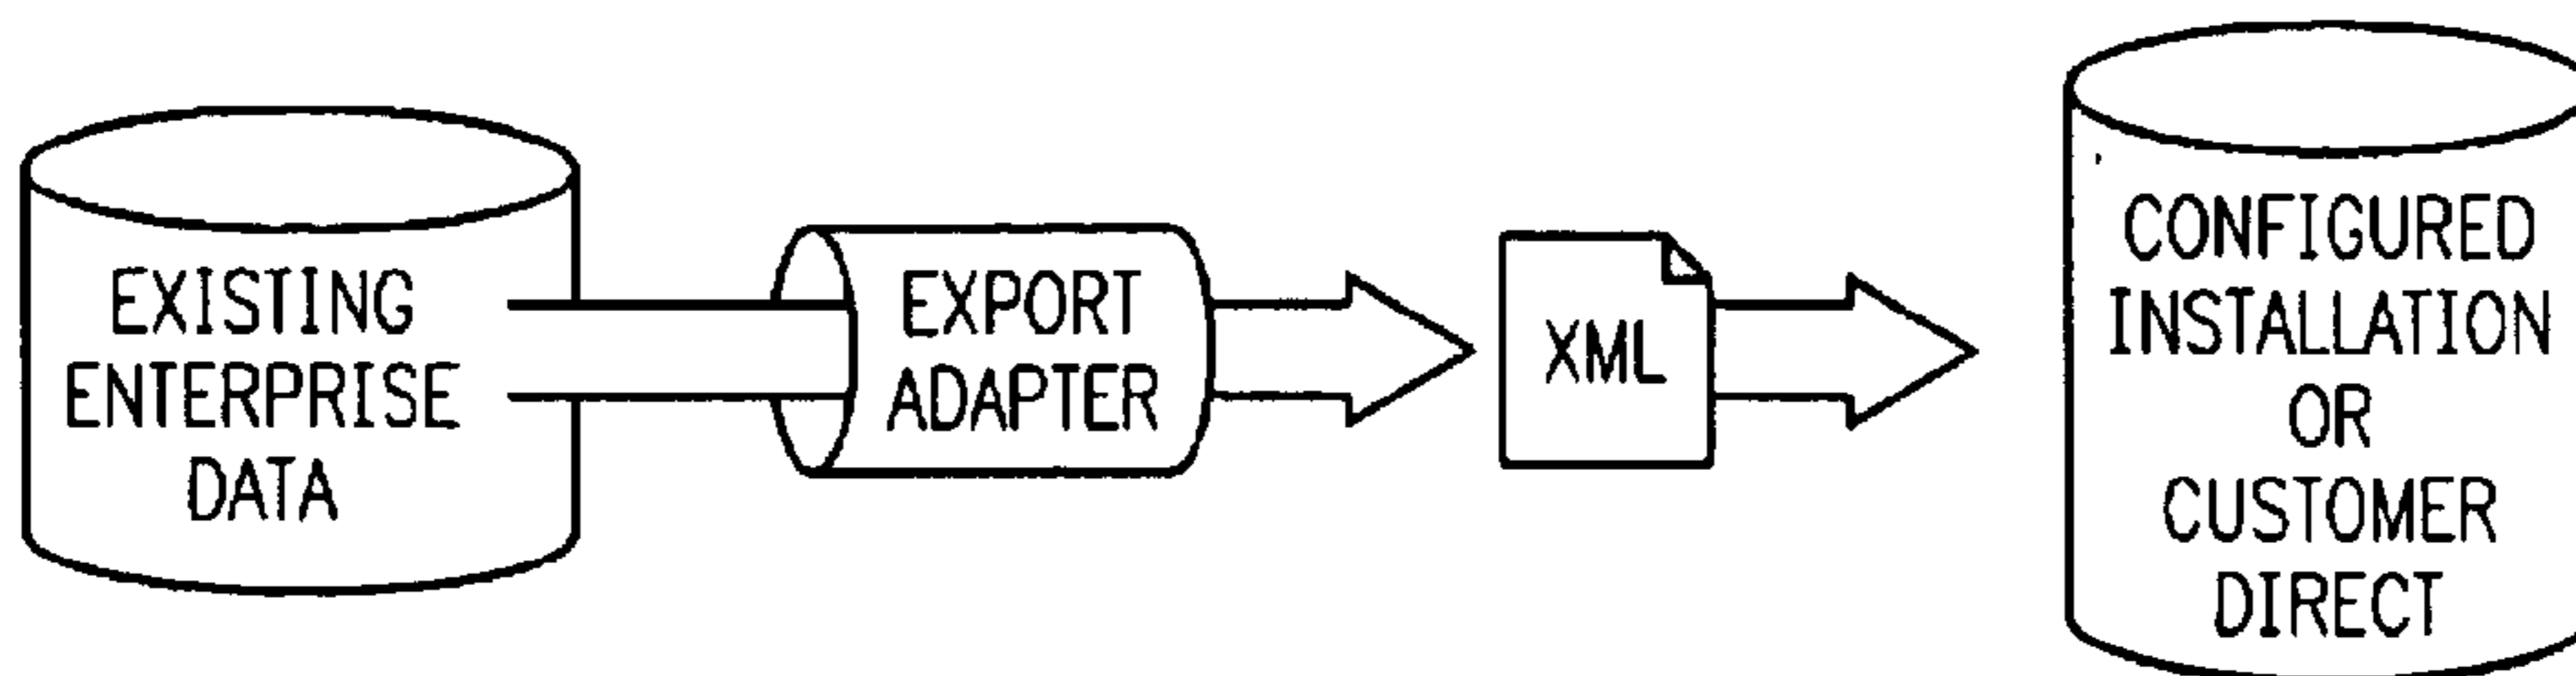 EXISTING
ENTERPRISE
DATA
EXPORT
ADAPTER
XML
CONFIGURED
INSTALLATION
OR
CUSTOMER
DIRECT